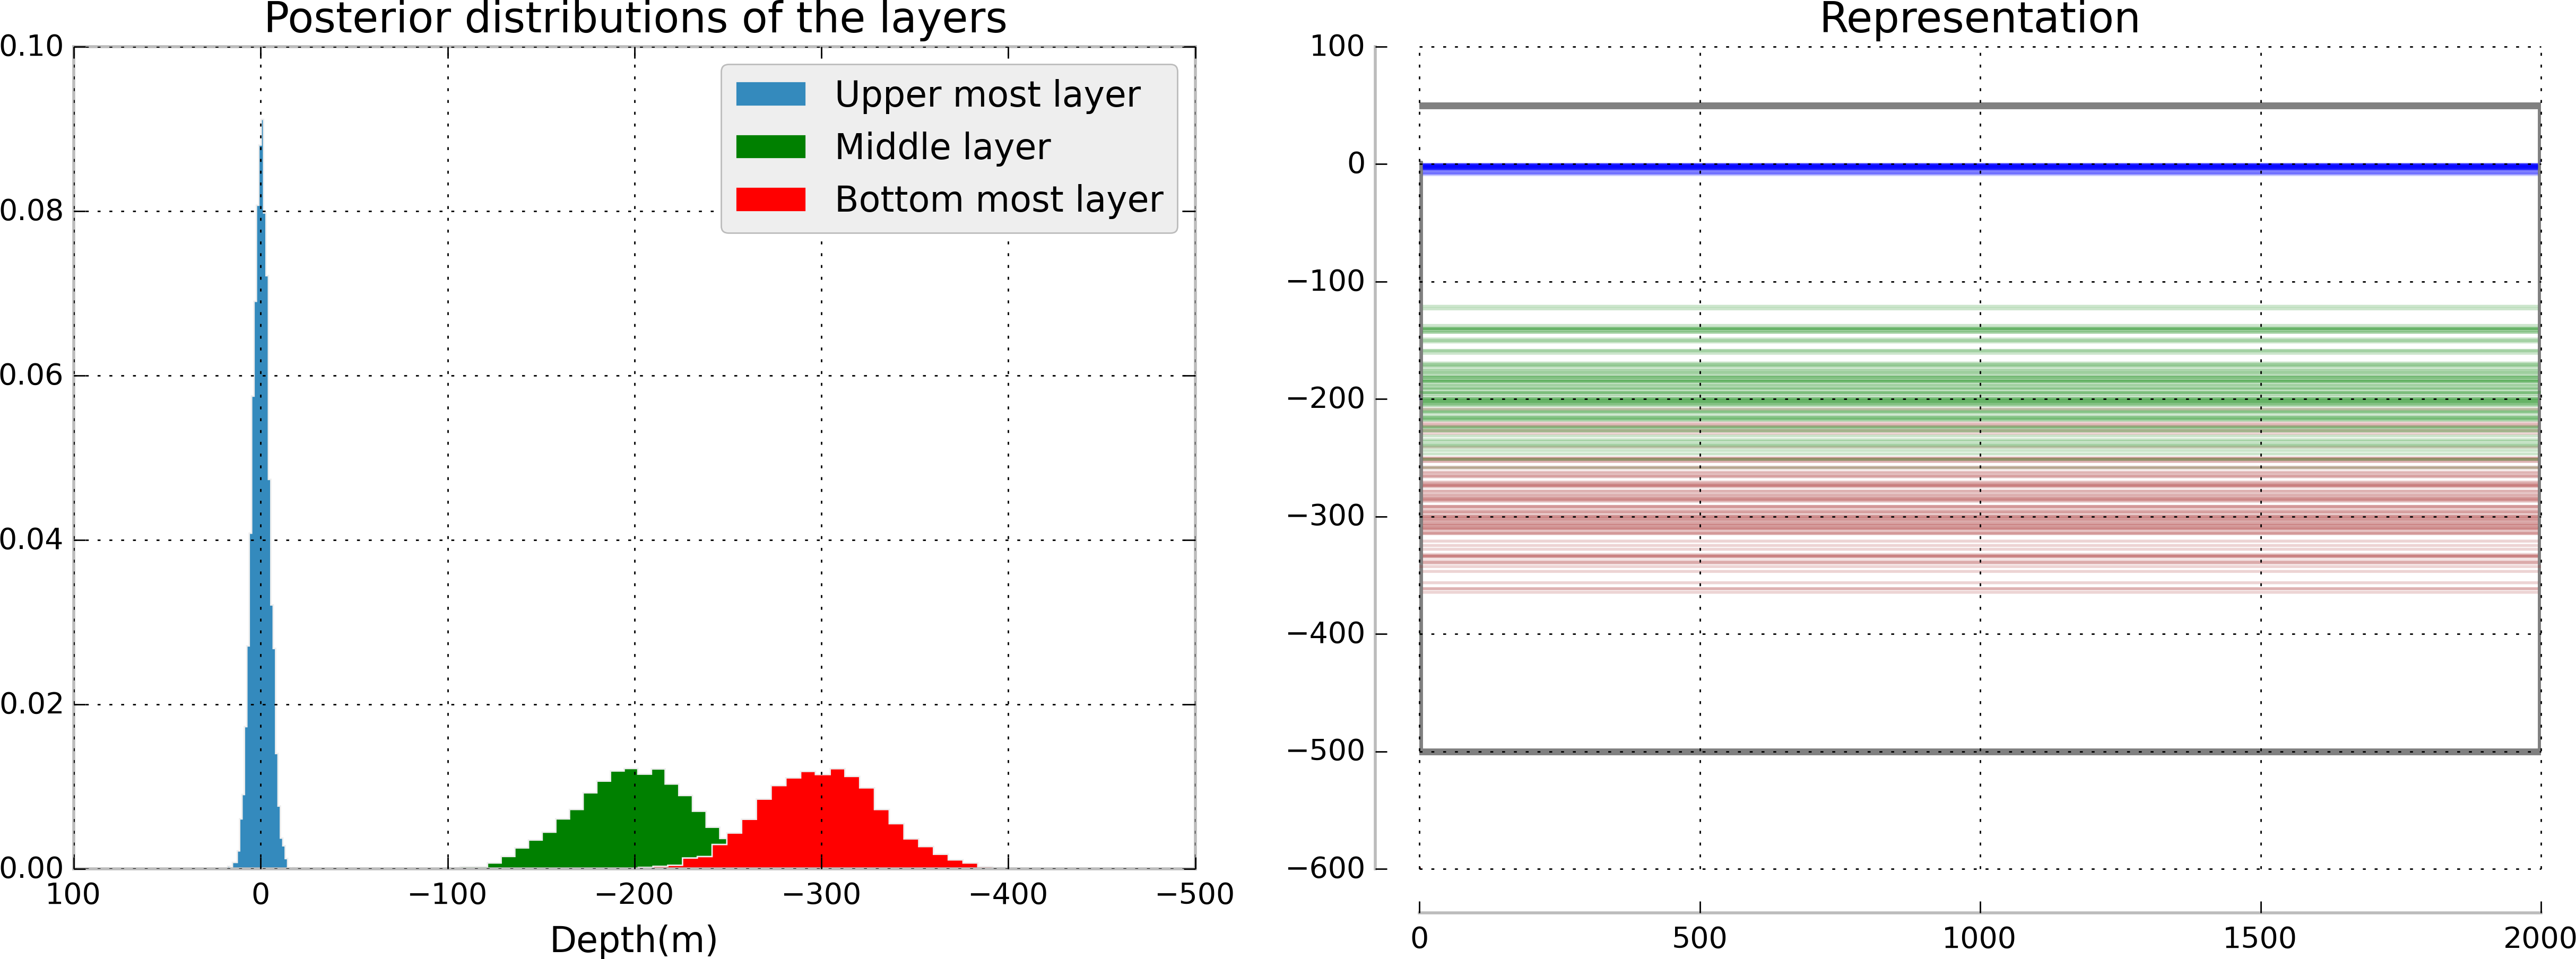 Posterior distributions of the layers
0.10
0.08
0.06
0.04
0.02
0.00
Upper most layer
Middle layer
Bottom most layer
100 0 −100 −200 −300 −400 −500
Depth(m)
Representation
100
0
−100
−200
−300
−400
−500
−600
0 500 1000 1500 2000